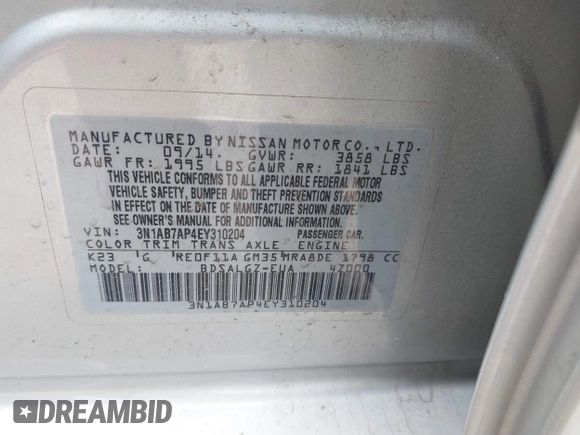 MANUFACTURED BY NISSAN MOTOR CO., LTD.
DATE: 09/14. GVWR: 3858 LBS
GAWR FR: 1995 LBS GAWR RR: 1841 LBS
THIS VEHICLE CONFORMS TO ALL APPLICABLE FEDERAL MOTOR
VEHICLE SAFETY, BUMPER AND THEFT PREVENTION STANDARDS
IN EFFECT ON THE DATE OF MANUFACTURE SHOWN ABOVE.
SEE OWNER'S MANUAL FOR ADDITIONAL INFORMATION.
VIN: 3N1AB7AP4EY310204 PASSENGER CAR.
COLOR TRIM TRANS AXLE ENGINE
K23 G RE0F11A GM35 MRA8DE 1798 CC
MODEL: BDSALGZ-EUA 4Z000
3N1AB7AP4EY310204
DREAMBID